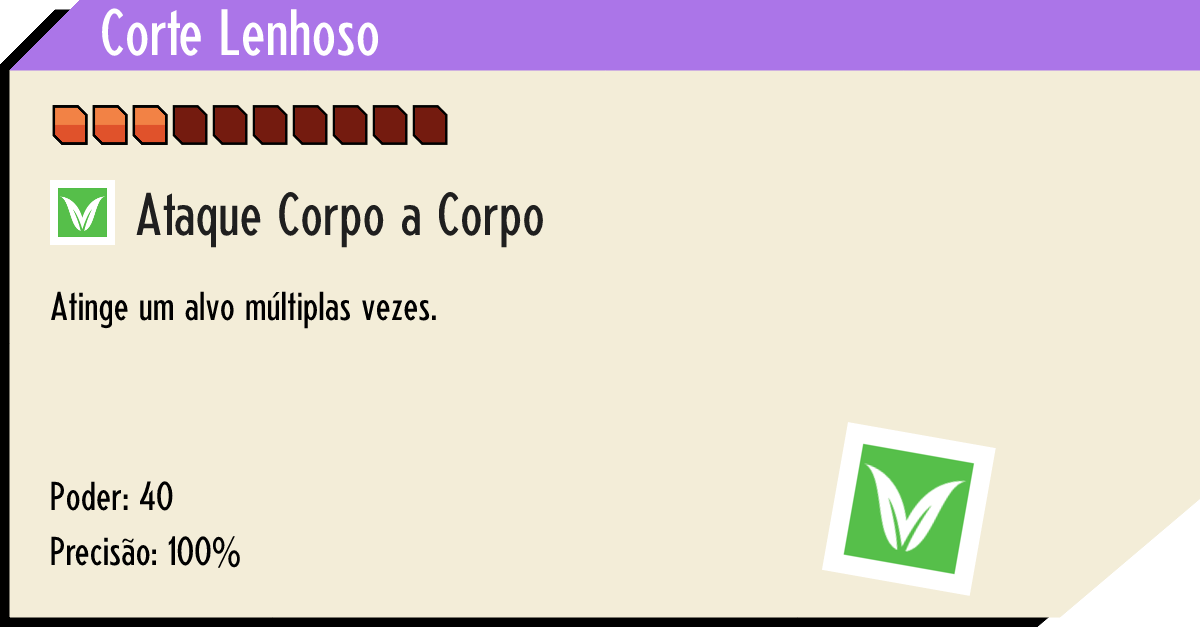 Corte Lenhoso
Ataque Corpo a Corpo
Atinge um alvo múltiplas vezes.
Poder: 40
Precisão: 100%